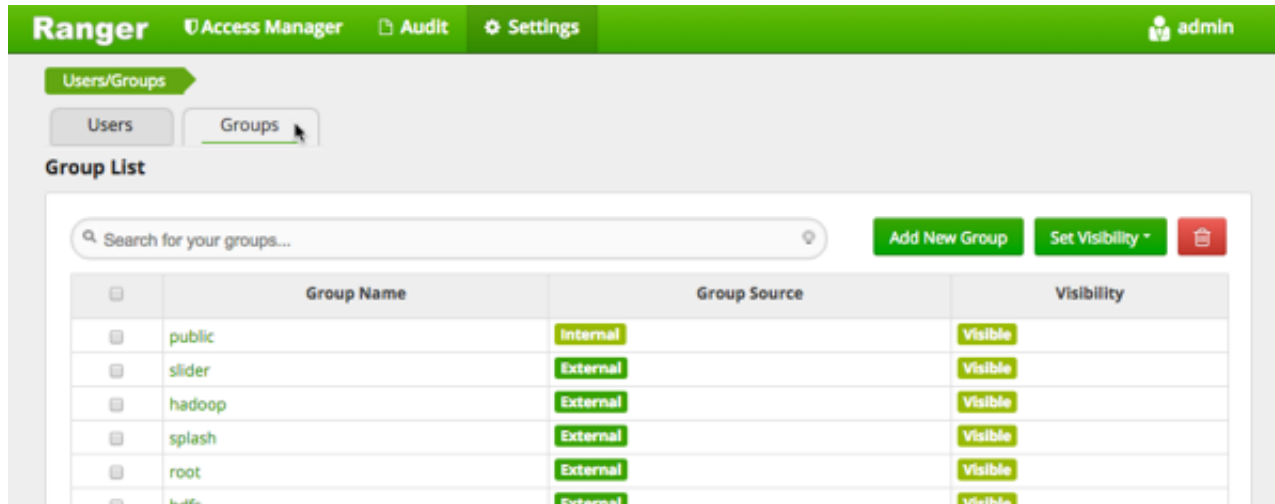 Ranger Access Manager Audit Settings admin
Users/Groups
Users Groups
Group List
Search for your groups...
Add New Group Set Visibility
Group Name Group Source Visibility
public Internal Visible
slider External Visible
hadoop External Visible
splash External Visible
root External Visible
External Visible